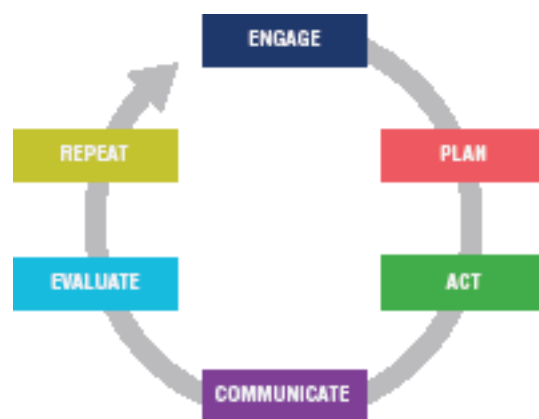 ENGAGE
PLAN
ACT
COMMUNICATE
EVALUATE
REPEAT